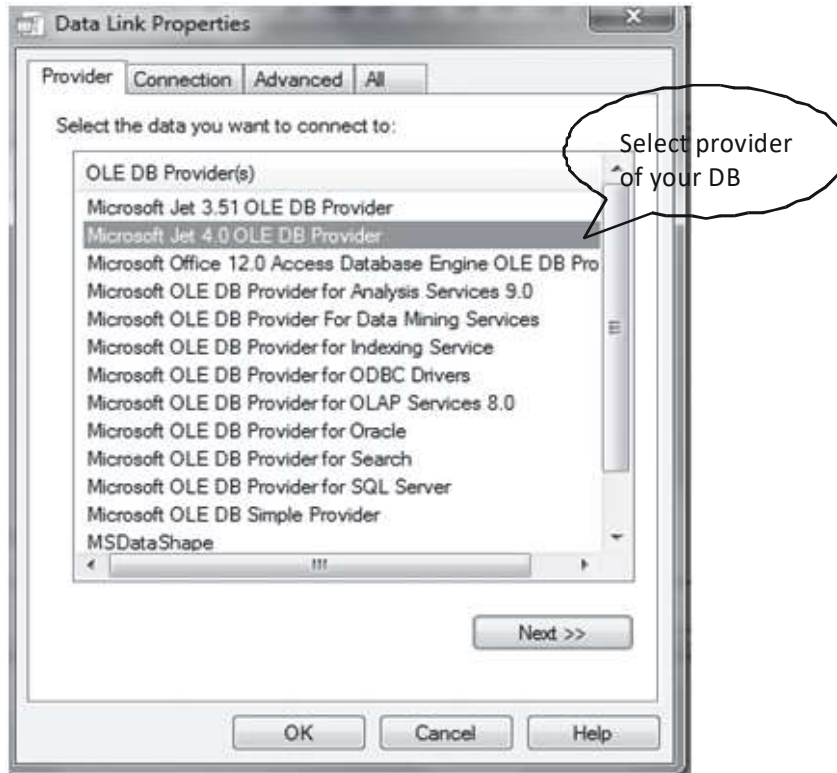 Data Link Properties
Provider Connection Advanced All
Select the data you want to connect to:
Select provider
of your DB
OLE DB Provider(s)
Microsoft Jet 3.51 OLE DB Provider
Microsoft Jet 4.0 OLE DB Provider
Microsoft Office 12.0 Access Database Engine OLE DB Pro
Microsoft OLE DB Provider for Analysis Services 9.0
Microsoft OLE DB Provider For Data Mining Services
Microsoft OLE DB Provider for Indexing Service
Microsoft OLE DB Provider for ODBC Drivers
Microsoft OLE DB Provider for OLAP Services 8.0
Microsoft OLE DB Provider for Oracle
Microsoft OLE DB Provider for Search
Microsoft OLE DB Provider for SQL Server
Microsoft OLE DB Simple Provider
MSDataShape
Next >>
OK Cancel Help